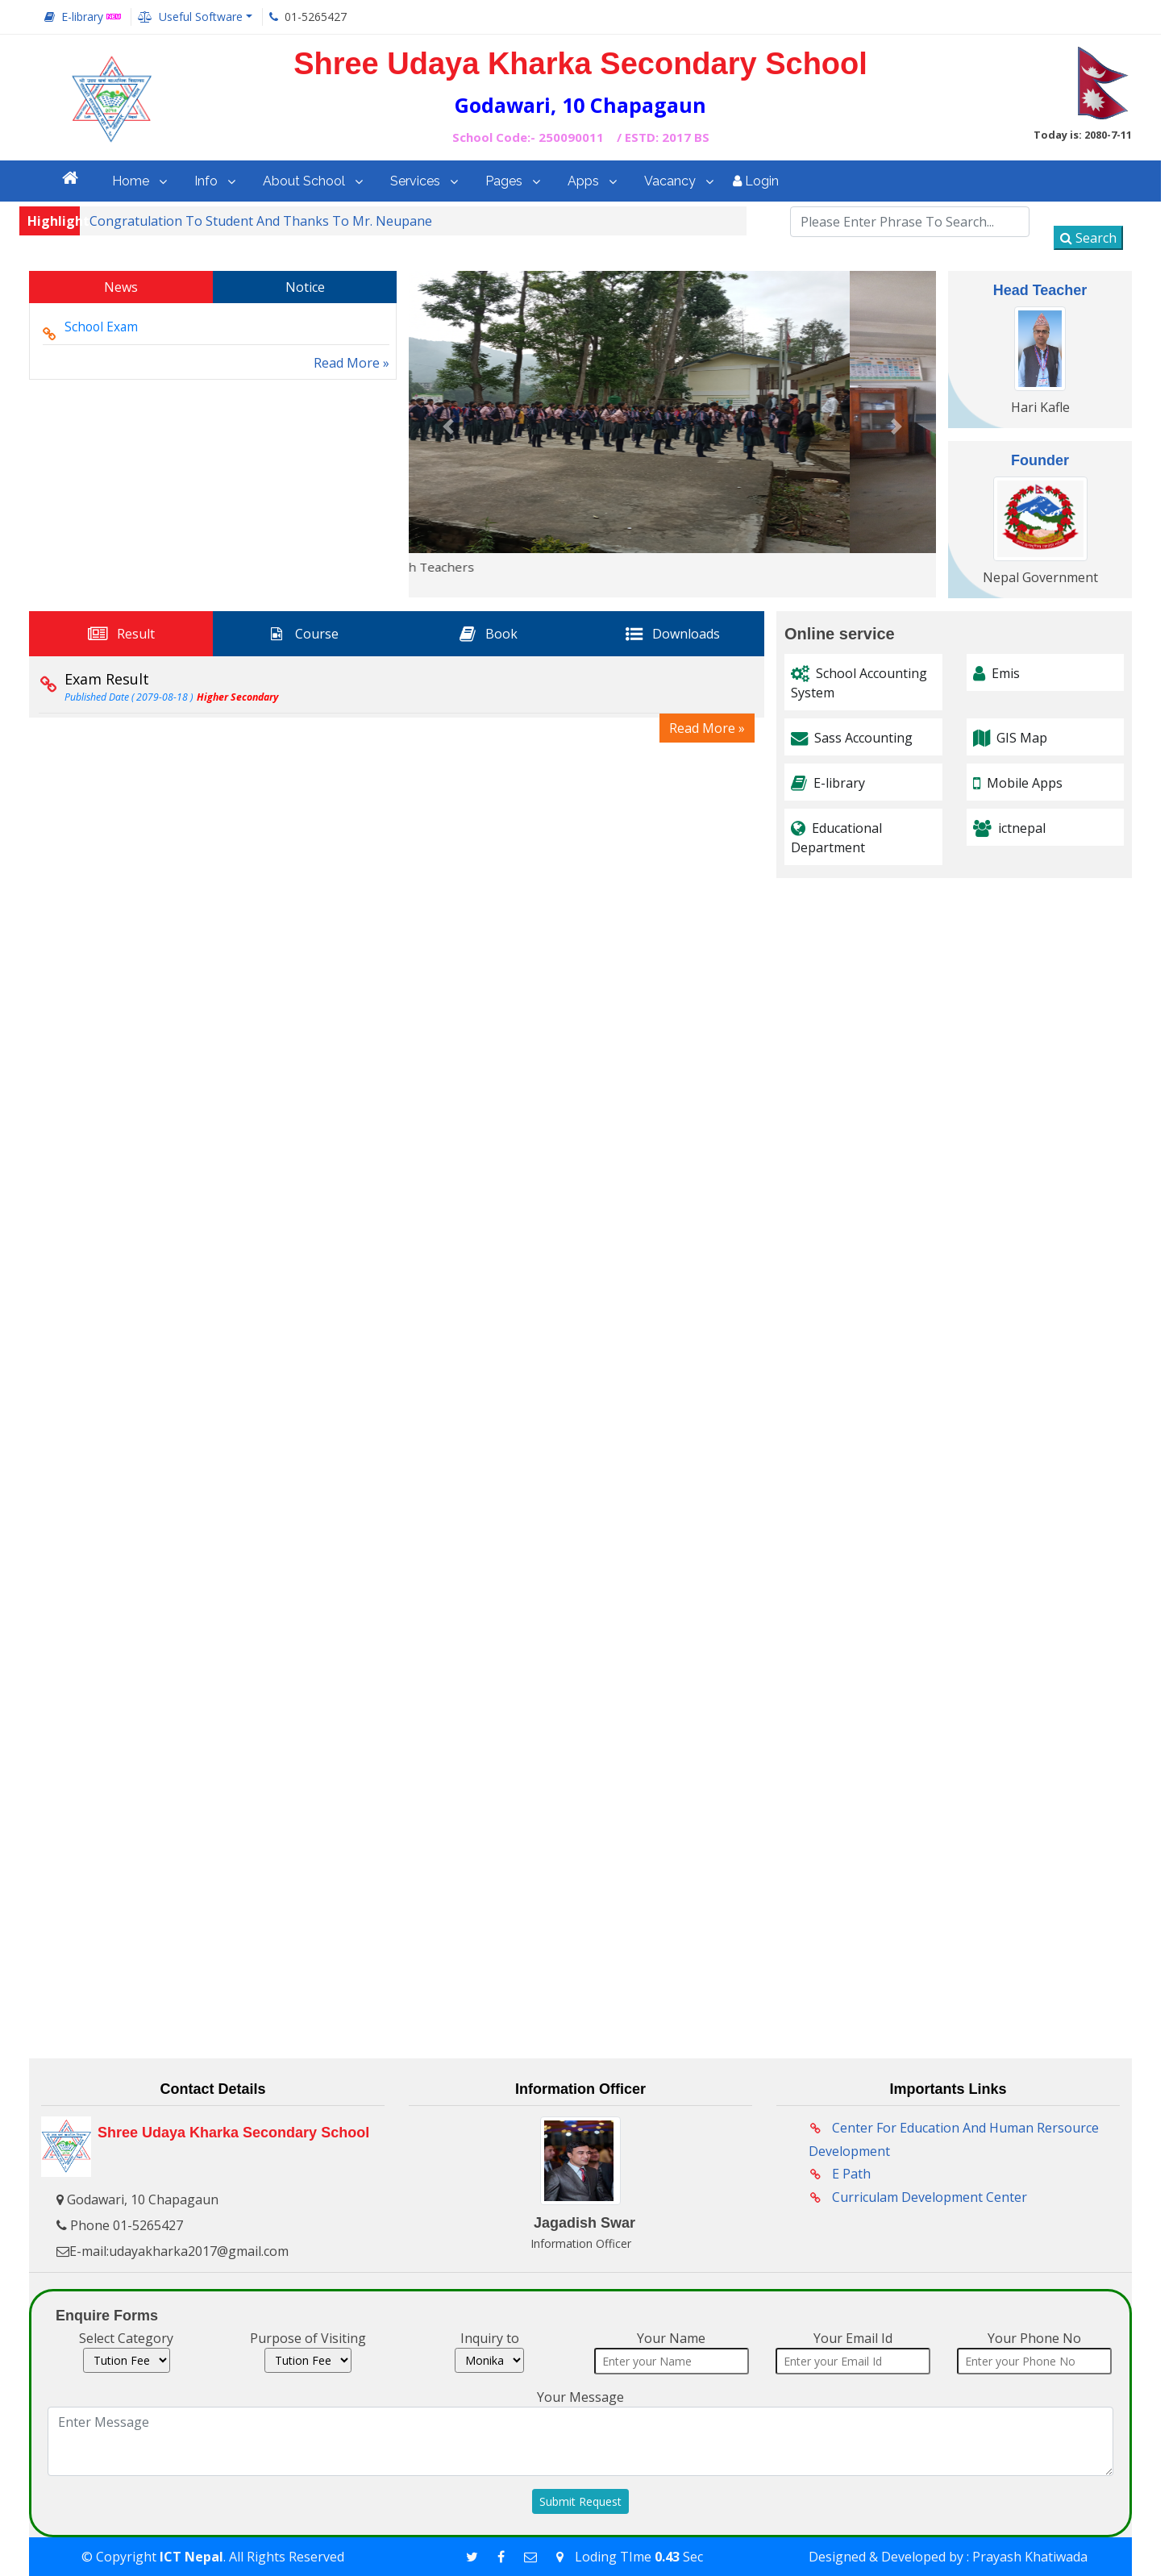 E-library
Useful Software
01-5265427
Shree Udaya Kharka Secondary School
Godawari, 10 Chapagaun
School Code:- 250090011 / ESTD: 2017 BS
Today is: 2080-7-11
Home Info About School Services Pages Apps Vacancy Login
Highligh
Congratulation To Student And Thanks To Mr. Neupane
Please Enter Phrase To Search...
Search
News
Notice
School Exam
Read More »
h Teachers
Head Teacher
Hari Kafle
Founder
Nepal Government
Result
Course
Book
Downloads
Exam Result
Published Date ( 2079-08-18 ) Higher Secondary
Read More »
Online service
School Accounting
System
Emis
Sass Accounting
GIS Map
E-library
Mobile Apps
Educational
Department
ictnepal
Contact Details
Shree Udaya Kharka Secondary School
Godawari, 10 Chapagaun
Phone 01-5265427
E-mail:udayakharka2017@gmail.com
Information Officer
Jagadish Swar
Information Officer
Importants Links
Center For Education And Human Rersource
Development
E Path
Curriculam Development Center
Enquire Forms
Select Category
Tution Fee
Purpose of Visiting
Tution Fee
Inquiry to
Monika
Your Name
Enter your Name
Your Email Id
Enter your Email Id
Your Phone No
Enter your Phone No
Your Message
Enter Message
Submit Request
© Copyright ICT Nepal. All Rights Reserved
Loding TIme 0.43 Sec
Designed & Developed by : Prayash Khatiwada